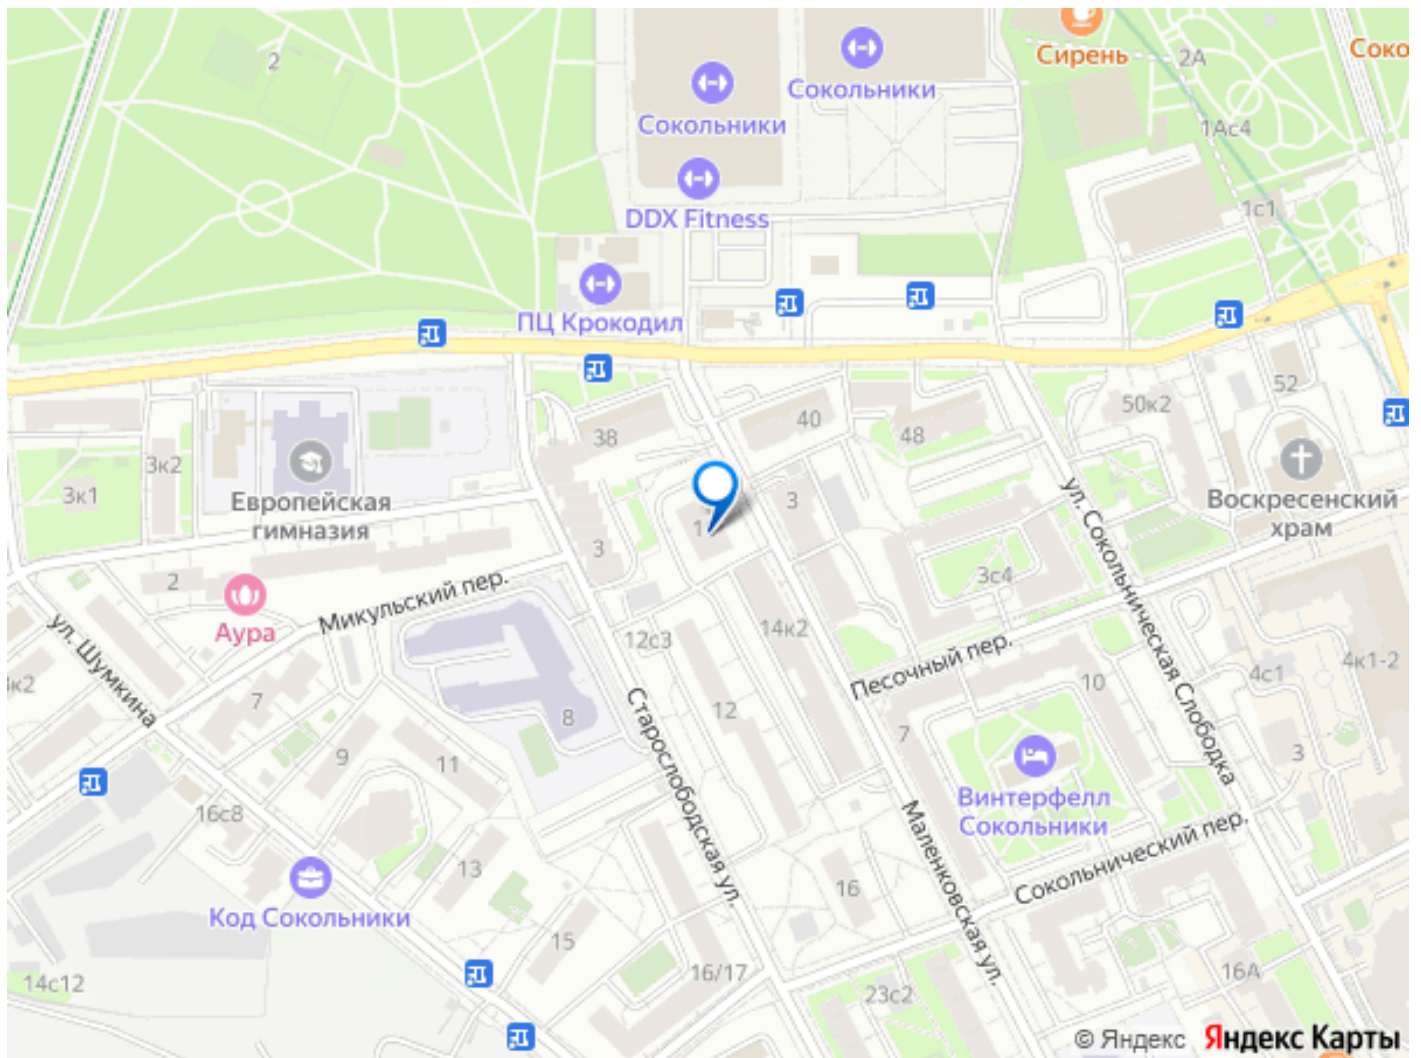 Сирень
Соко
2
2А
Сокольники
Сокольники
1Ас4
DDX Fitness
1с1
ПЦ Крокодил
52
50к2
40
38
48
3к2
3к1
Европейская
гимназия
Воскресенский
храм
3
1
3
ул. Сокольническая Слободка
2
Аура
Микульский пер.
3с4
12с3
14к2
Песочный пер.
ул. Шумкина
4к1-2
4с1
к2
7
10
8
12
Старослободская ул.
7
9
11
3
Винтерфелл
Сокольники
16с8
Маленковская ул.
Сокольнический пер.
13
16
Код Сокольники
15
16/17
16А
14с12
23с2
© Яндекс Яндекс Карты